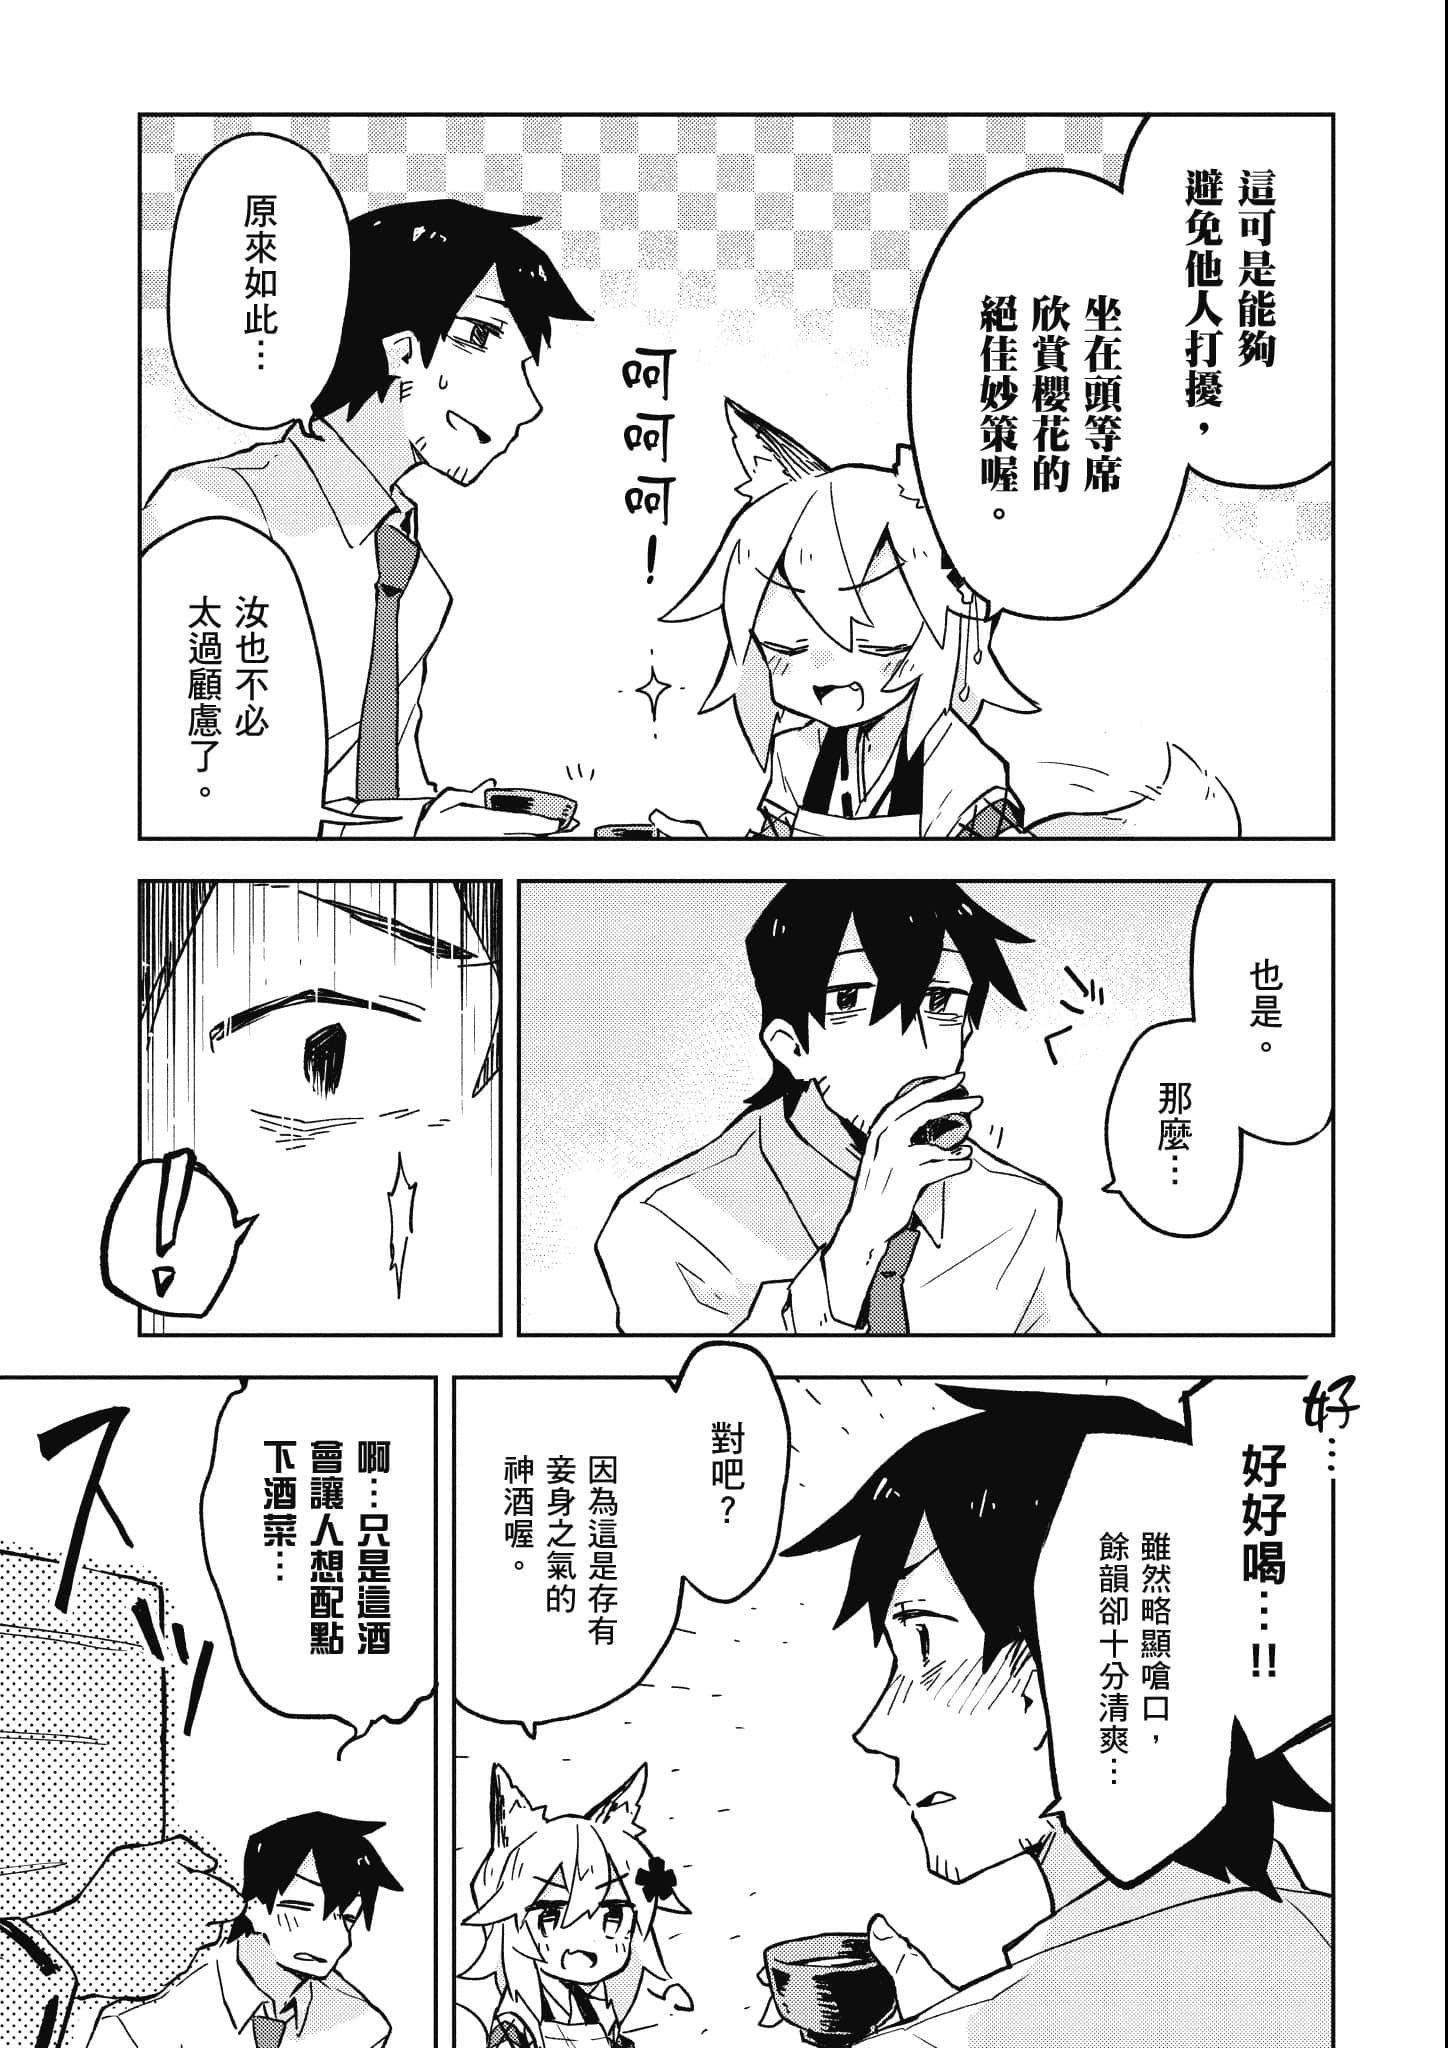 這可是能夠
避免他人打擾，
坐在頭等席
欣賞櫻花的
絕佳妙策喔。
呵呵呵！
原來如此…
汝也不必
太過顧慮了。
也是。
那麼…
！
好…
好好喝…!!
雖然略顯嗆口，
餘韻卻十分清爽…
對吧？
因為這是存有
妾身之氣的
神酒喔。
啊…只是這酒
會讓人想配點
下酒菜…
スッ